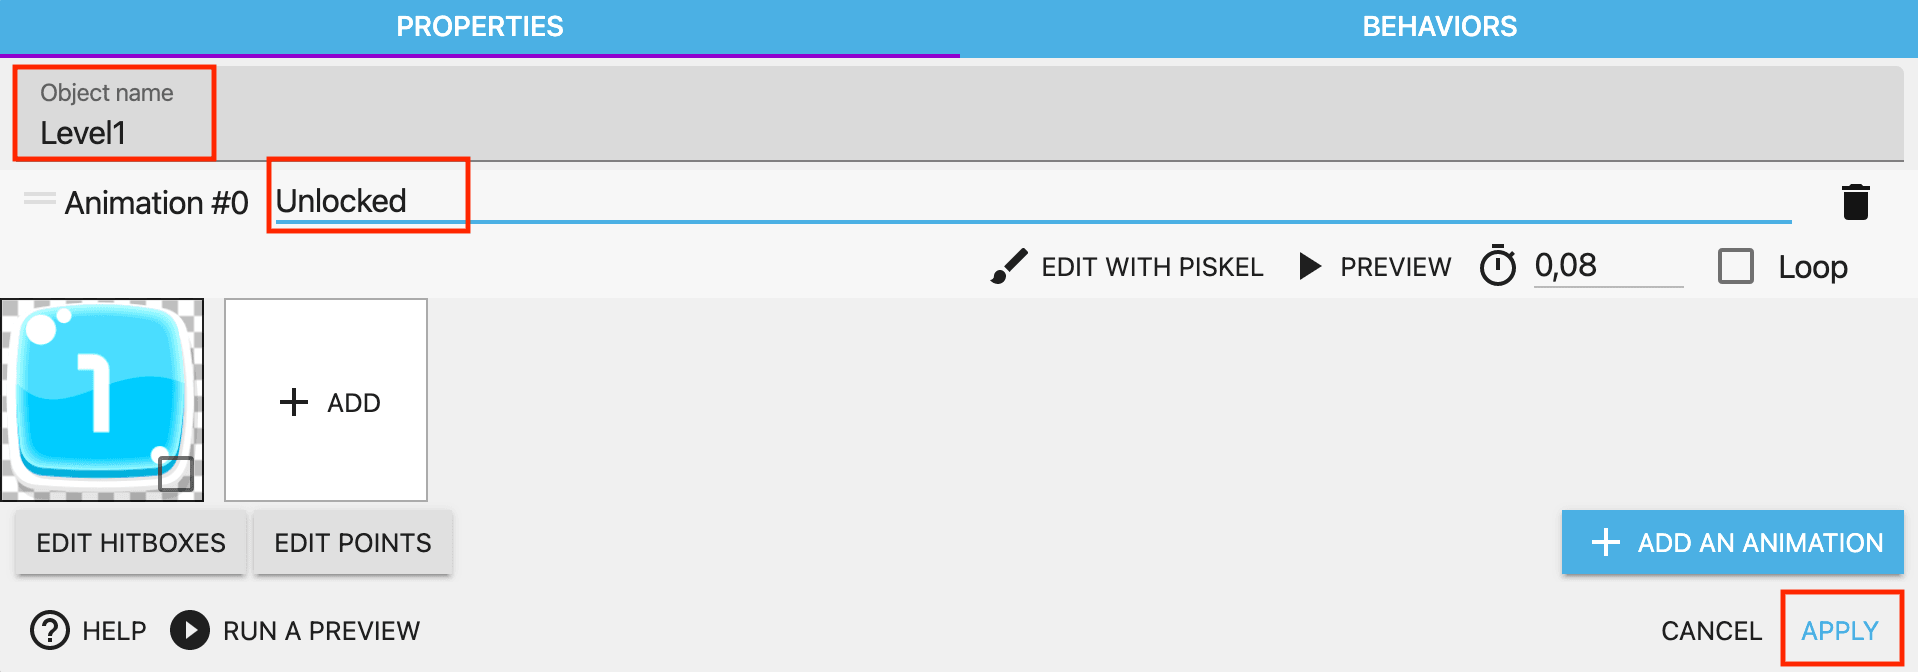 PROPERTIES BEHAVIORS
Object name
Level1
Animation #0 Unlocked
EDIT WITH PISKEL PREVIEW 0,08 Loop
1
ADD
EDIT HITBOXES EDIT POINTS ADD AN ANIMATION
HELP RUN A PREVIEW CANCEL APPLY